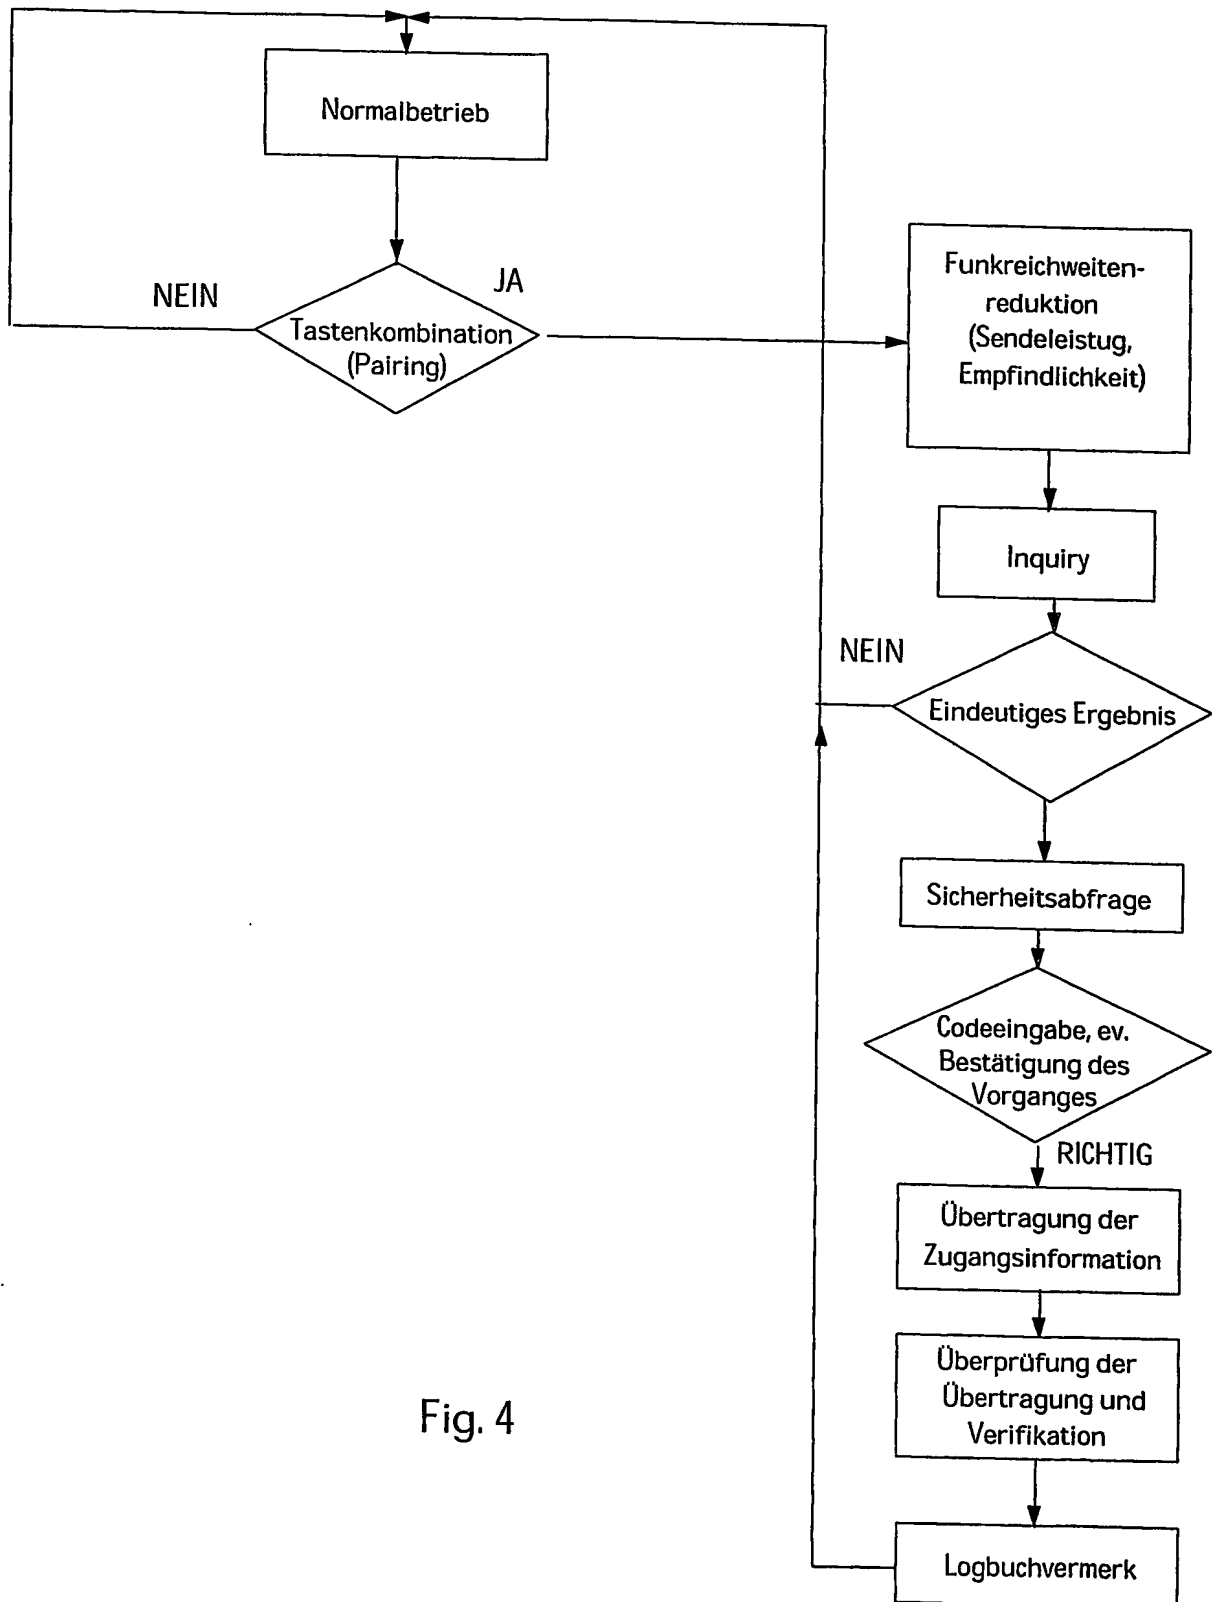 Normalbetrieb
NEIN
JA
Tastenkombination
(Pairing)
Funkreichweiten-
reduktion
(Sendeleistug,
Empfindlichkeit)
Inquiry
NEIN
Eindeutiges Ergebnis
Sicherheitsabfrage
Codeeingabe, ev.
Bestätigung des
Vorganges
RICHTIG
Übertragung der
Zugangsinformation
Überprüfung der
Übertragung und
Verifikation
Logbuchvermerk
Fig. 4